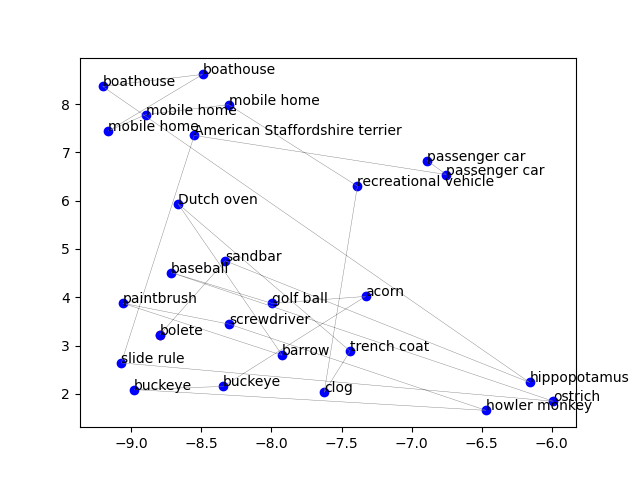 boathouse
boathouse
mobile home
mobile home
mobile home
American Staffordshire terrier
passenger car
passenger car
recreational vehicle
Dutch oven
sandbar
baseball
paintbrush
golf ball
acorn
screwdriver
bolete
barrow
trench coat
slide rule
buckeye
buckeye
clog
hippopotamus
ostrich
howler monkey
8
7
6
5
4
3
2
−9.0 −8.5 −8.0 −7.5 −7.0 −6.5 −6.0